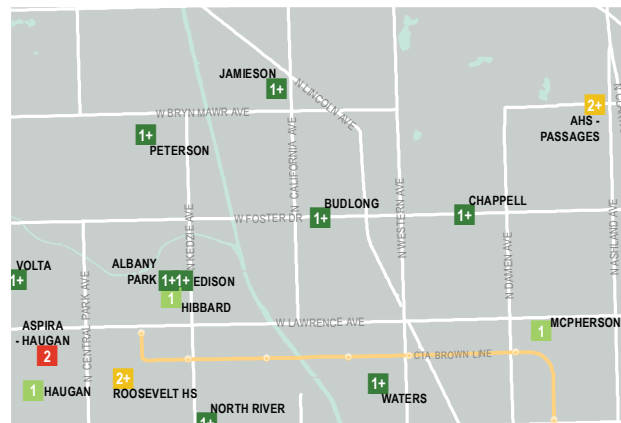 JAMIESON
1+
N LINCOLN AVE
2+
W BRYN MAWR AVE
AHS -
PASSAGES
1+
PETERSON
N CALIFORNIA AVE
BUDLONG
CHAPPELL
1+
1+
W FOSTER DR
N KEDZIE AVE
N WESTERN AVE
N DAMEN AVE
N ASHLAND AVE
VOLTA
1+
ALBANY
PARK
1+
1+
EDISON
1
HIBBARD
N CENTRAL PARK AVE
W LAWRENCE AVE
1
MCPHERSON
ASPIRA
- HAUGAN
2
CTA BROWN LINE
2+
ROOSEVELT HS
1
HAUGAN
1+
WATERS
NORTH RIVER
1+